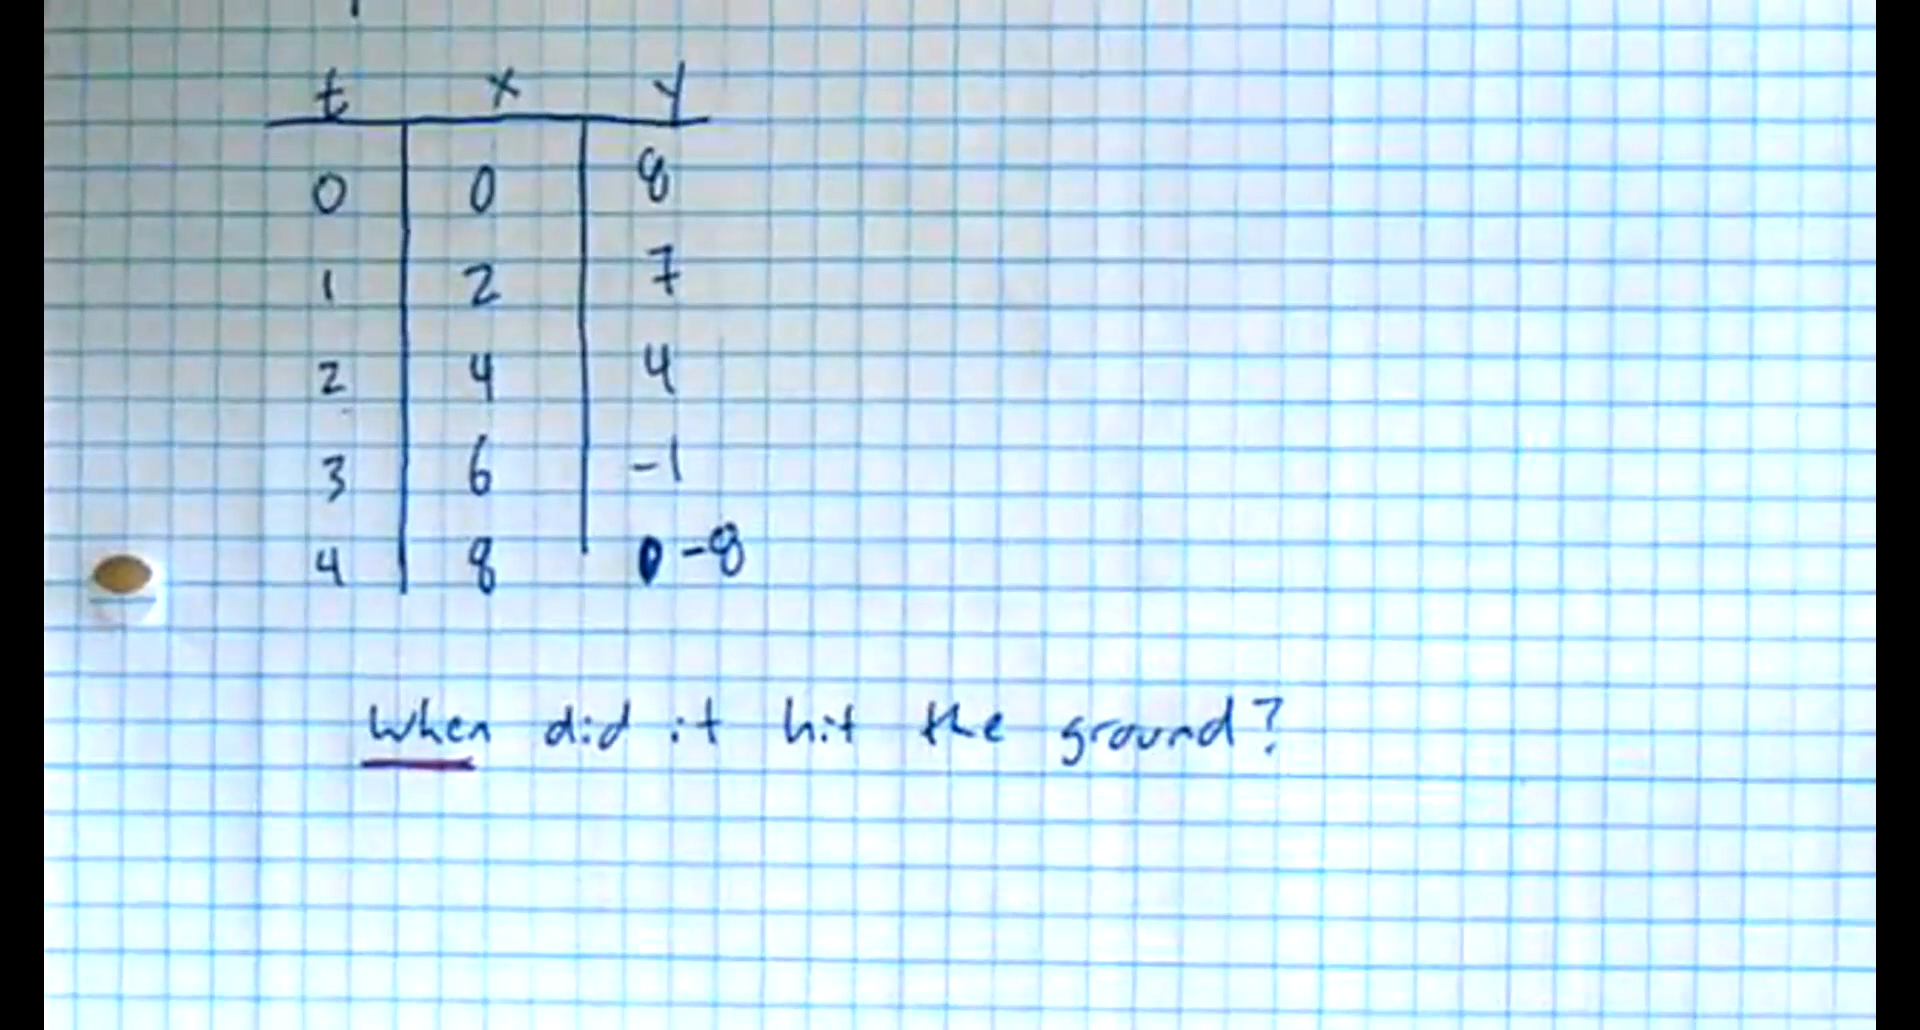 t x y
0 0 8
1 2 7
2 4 4
3 6 -1
4 8 -8
When did it hit the ground?